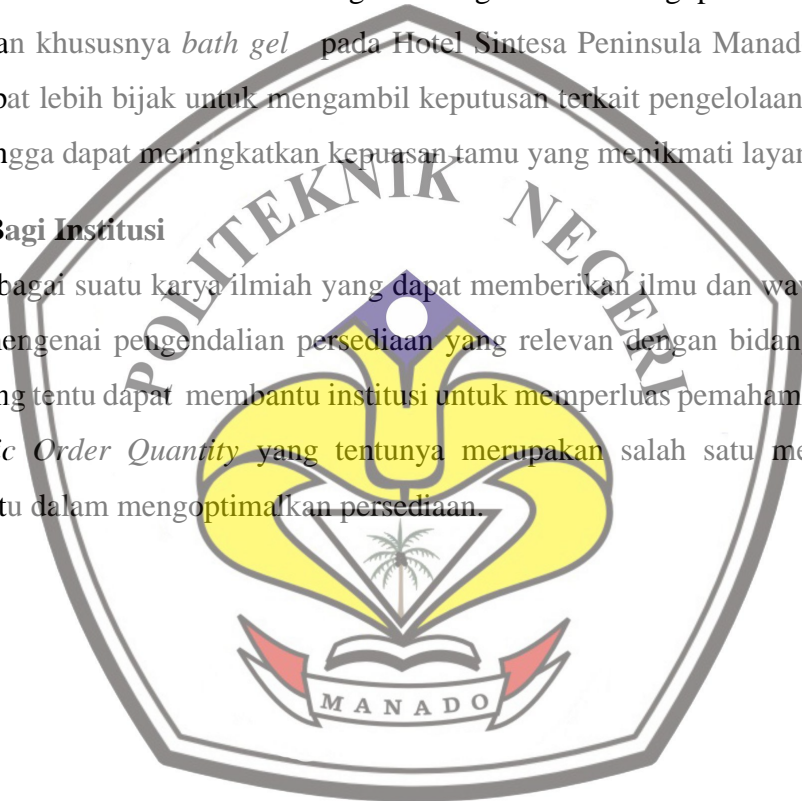 an khususnya bath gel pada Hotel Sintesa Peninsula Manad
pat lebih bijak untuk mengambil keputusan terkait pengelolaan
ngga dapat meningkatkan kepuasan tamu yang menikmati layar
Bagi Institusi
bagai suatu karya ilmiah yang dapat memberikan ilmu dan wa
mengenai pengendalian persediaan yang relevan dengan bidan
ng tentu dapat membantu institusi untuk memperluas pemaham
ic Order Quantity yang tentunya merupakan salah satu me
tu dalam mengoptimalkan persediaan.
POLITEKNIK NEGERI
MANADO